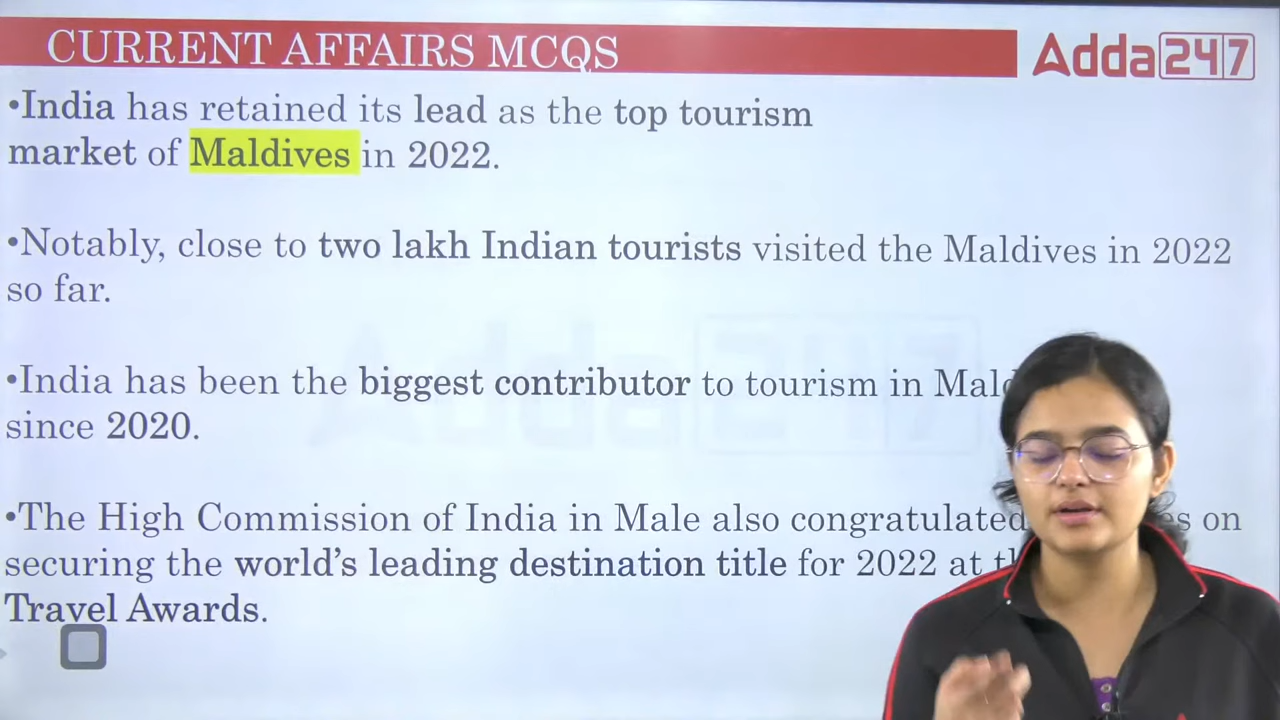 CURRENT AFFAIRS MCQS
Adda247
•India has retained its lead as the top tourism
market of Maldives in 2022.
•Notably, close to two lakh Indian tourists visited the Maldives in 2022
so far.
•India has been the biggest contributor to tourism in
since 2020.
•The High Commission of India in Male also congratulated on
securing the world's leading destination title for 2022 at
Travel Awards.
Adda247